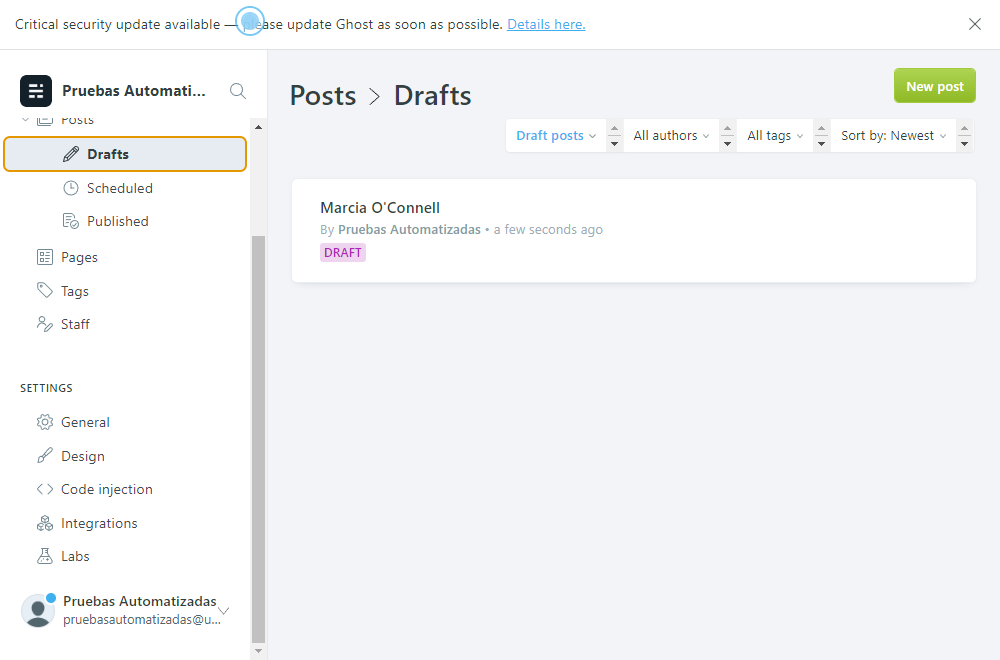 Critical security update available — please update Ghost as soon as possible. Details here.
Pruebas Automati...
Posts
Drafts
Scheduled
Published
Pages
Tags
Staff
SETTINGS
General
Design
Code injection
Integrations
Labs
Pruebas Automatizadas
pruebasautomatizadas@u...
Posts > Drafts
New post
Draft posts
All authors
All tags
Sort by: Newest
Marcia O'Connell
By Pruebas Automatizadas • a few seconds ago
DRAFT